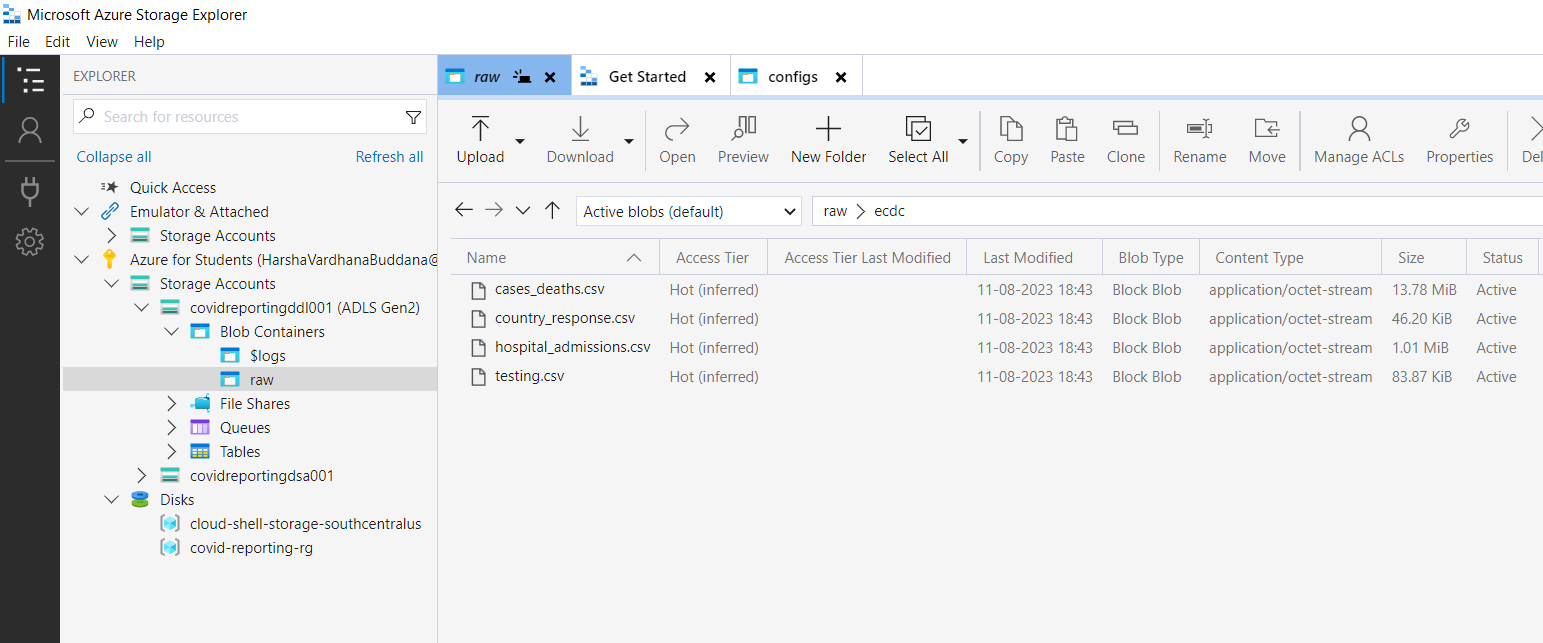 Microsoft Azure Storage Explorer
File Edit View Help
EXPLORER
Search for resources
Collapse all Refresh all
Quick Access
Emulator & Attached
Storage Accounts
Azure for Students (HarshaVardhanaBuddana@
Storage Accounts
covidreportingddl001 (ADLS Gen2)
Blob Containers
$logs
raw
File Shares
Queues
Tables
covidreportingdsa001
Disks
cloud-shell-storage-southcentralus
covid-reporting-rg
raw Get Started configs
Upload Download Open Preview New Folder Select All Copy Paste Clone Rename Move Manage ACLs Properties
Active blobs (default) raw ecdc
Name Access Tier Access Tier Last Modified Last Modified Blob Type Content Type Size Status
cases_deaths.csv Hot (inferred) 11-08-2023 18:43 Block Blob application/octet-stream 13.78 MiB Active
country_response.csv Hot (inferred) 11-08-2023 18:43 Block Blob application/octet-stream 46.20 KiB Active
hospital_admissions.csv Hot (inferred) 11-08-2023 18:43 Block Blob application/octet-stream 1.01 MiB Active
testing.csv Hot (inferred) 11-08-2023 18:43 Block Blob application/octet-stream 83.87 KiB Active